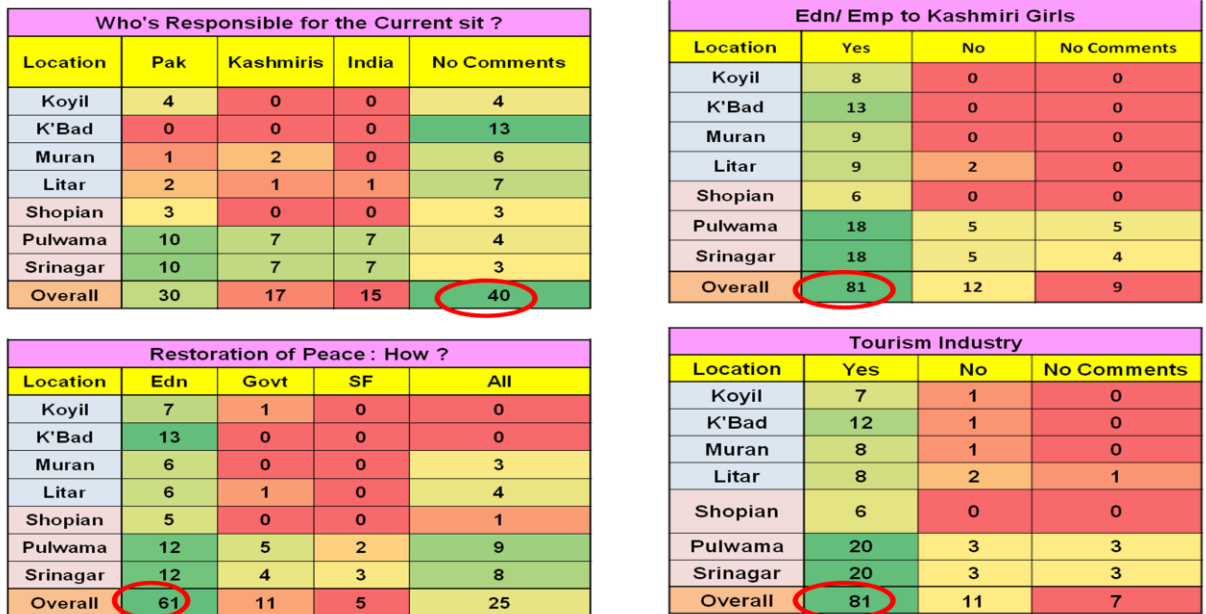 Who's Responsible for the Current sit ?
Location Pak Kashmiris India No Comments
Koyil 4 0 0 4
K'Bad 0 0 0 13
Muran 1 2 0 6
Litar 2 1 1 7
Shopian 3 0 0 3
Pulwama 10 7 7 4
Srinagar 10 7 7 3
Overall 30 17 15 40
Edn/ Emp to Kashmiri Girls
Location Yes No No Comments
Koyil 8 0 0
K'Bad 13 0 0
Muran 9 0 0
Litar 9 2 0
Shopian 6 0 0
Pulwama 18 5 5
Srinagar 18 5 4
Overall 81 12 9
Restoration of Peace : How ?
Location Edn Govt SF All
Koyil 7 1 0 0
K'Bad 13 0 0 0
Muran 6 0 0 3
Litar 6 1 0 4
Shopian 5 0 0 1
Pulwama 12 5 2 9
Srinagar 12 4 3 8
Overall 61 11 5 25
Tourism Industry
Location Yes No No Comments
Koyil 7 1 0
K'Bad 12 1 0
Muran 8 1 0
Litar 8 2 1
Shopian 6 0 0
Pulwama 20 3 3
Srinagar 20 3 3
Overall 81 11 7